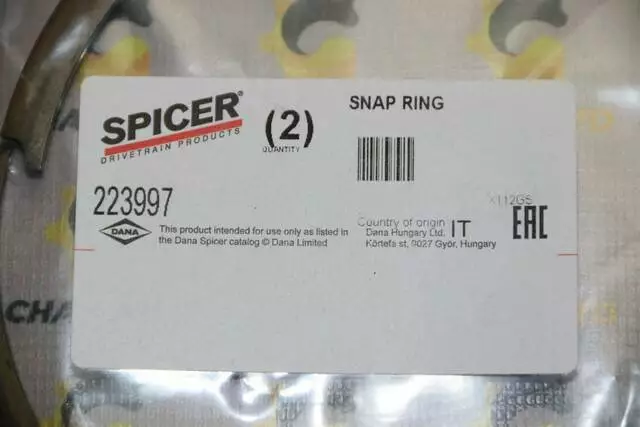 SPICER®
DRIVETRAIN PRODUCTS
(2)
QUANTITY
SNAP RING
223997
X112GS
DANA
This product intended for use only as listed in
the Dana Spicer catalog © Dana Limited
Country of origin IT
Dana Hungary Ltd.
Körtefa st, 9027 Győr, Hungary
EAC
CHA